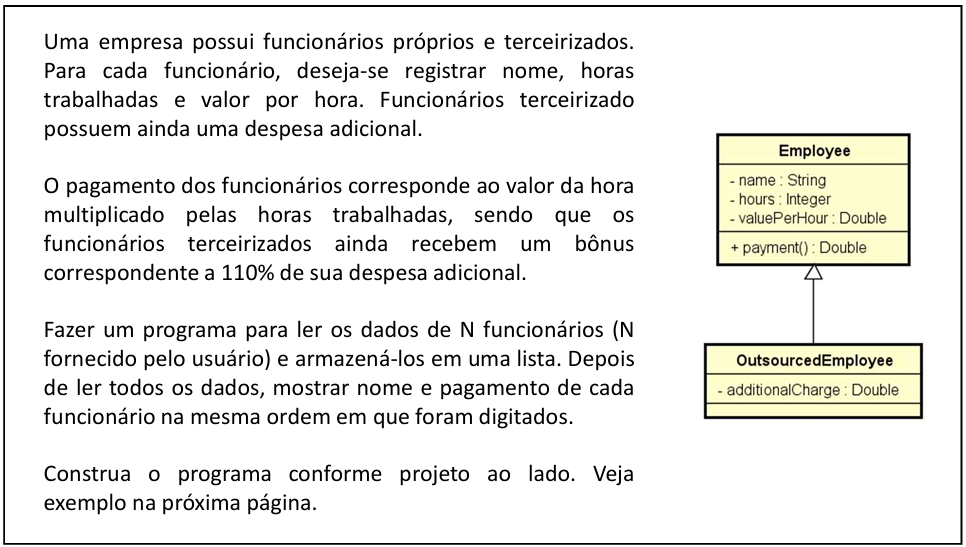 Uma empresa possui funcionários próprios e terceirizados.
Para cada funcionário, deseja-se registrar nome, horas
trabalhadas e valor por hora. Funcionários terceirizado
possuem ainda uma despesa adicional.
O pagamento dos funcionários corresponde ao valor da hora
multiplicado pelas horas trabalhadas, sendo que os
funcionários terceirizados ainda recebem um bônus
correspondente a 110% de sua despesa adicional.
Fazer um programa para ler os dados de N funcionários (N
fornecido pelo usuário) e armazená-los em uma lista. Depois
de ler todos os dados, mostrar nome e pagamento de cada
funcionário na mesma ordem em que foram digitados.
Construa o programa conforme projeto ao lado. Veja
exemplo na próxima página.
Employee
- name : String
- hours : Integer
- valuePerHour : Double
+ payment() : Double
OutsourcedEmployee
- additionalCharge : Double